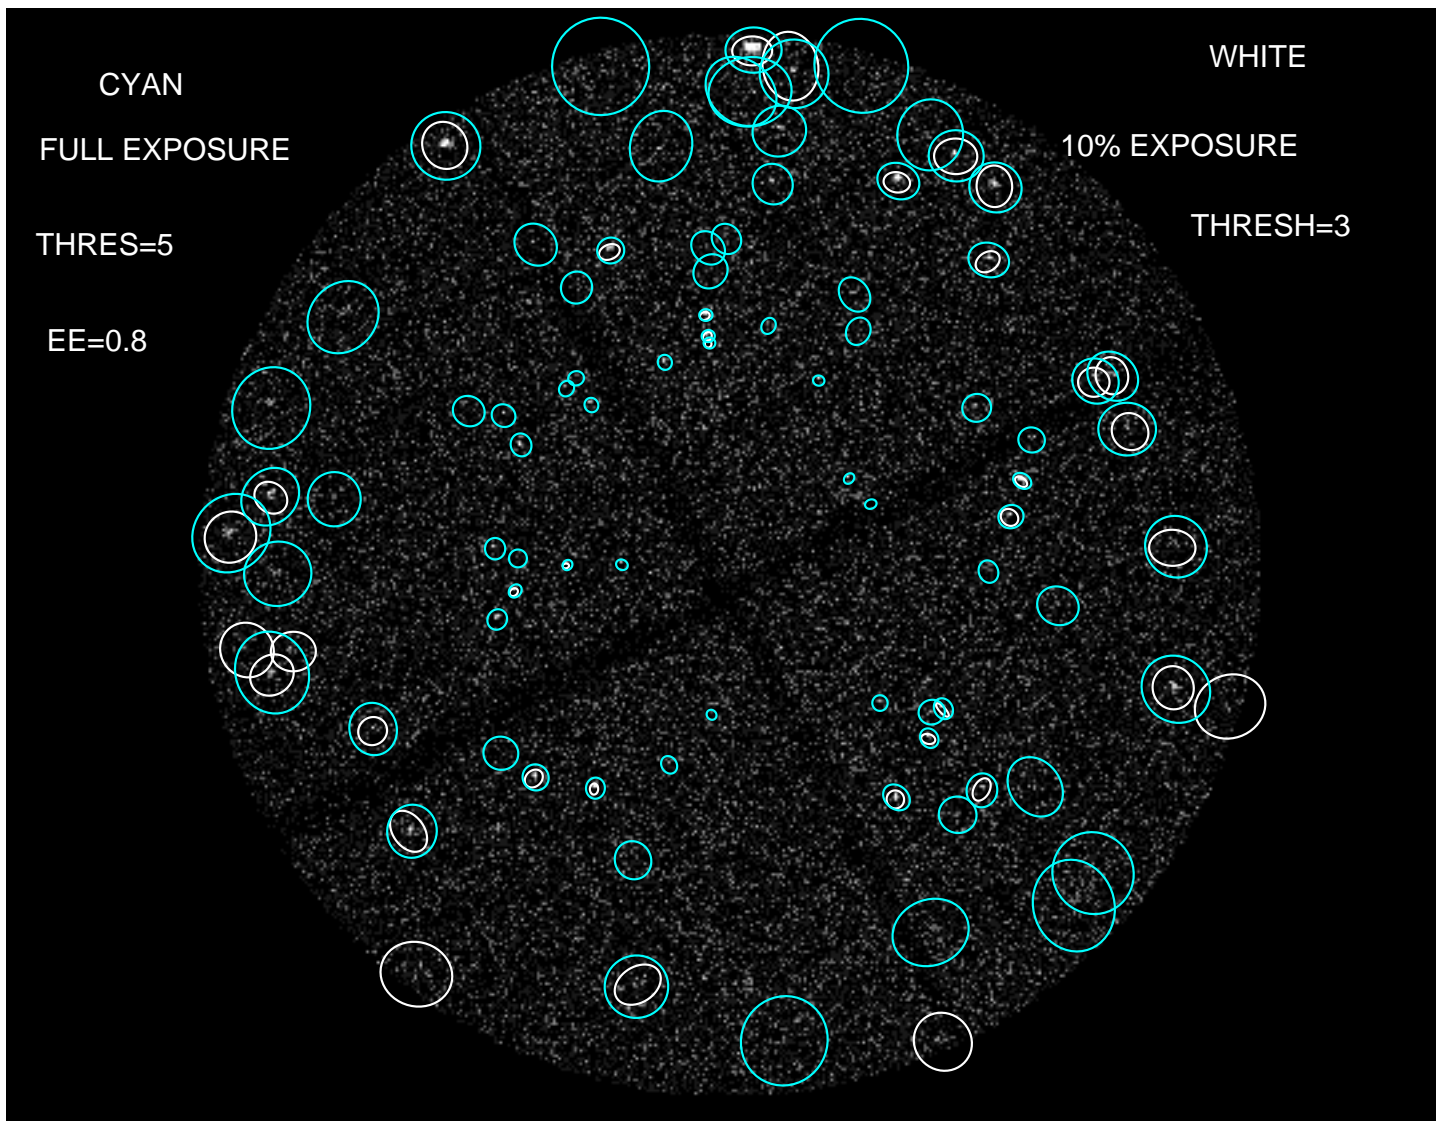 CYAN
FULL EXPOSURE
THRES=5
EE=0.8
WHITE
10% EXPOSURE
THRESH=3